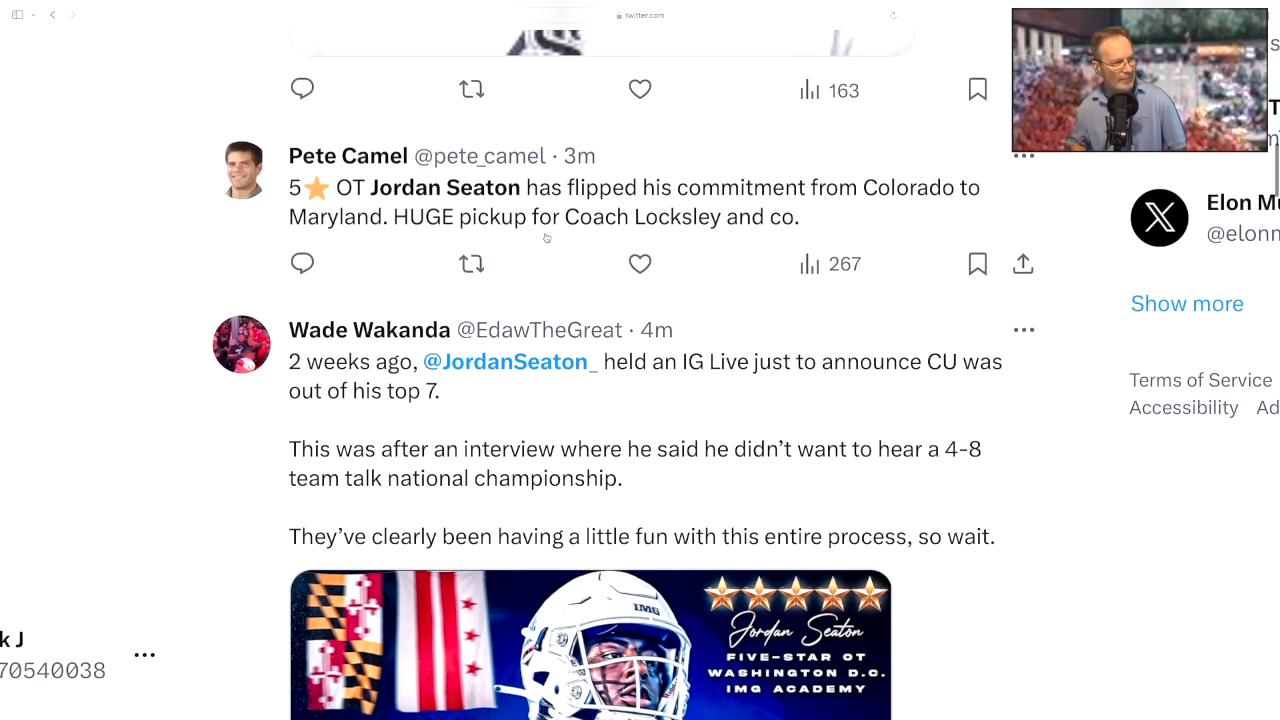 twitter.com
163
Pete Camel @pete_camel · 3m
5⭐ OT Jordan Seaton has flipped his commitment from Colorado to
Maryland. HUGE pickup for Coach Locksley and co.
267
Wade Wakanda @EdawTheGreat · 4m
2 weeks ago, @JordanSeaton_ held an IG Live just to announce CU was
out of his top 7.
This was after an interview where he said he didn’t want to hear a 4-8
team talk national championship.
They’ve clearly been having a little fun with this entire process, so wait.
IMG
Jordan Seaton
FIVE-STAR OT
WASHINGTON D.C.
IMG ACADEMY
k J
70540038
Elon Mu
@elonn
Show more
Terms of Service
Accessibility Ad